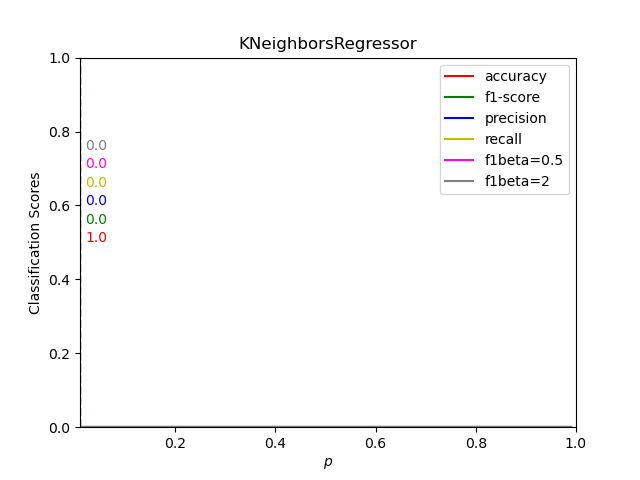 KNeighborsRegressor
1.0
0.8
0.6
0.4
0.2
0.0
Classification Scores
0.0
0.0
0.0
0.0
0.0
1.0
accuracy
f1-score
precision
recall
f1beta=0.5
f1beta=2
0.2
0.4
0.6
0.8
1.0
p